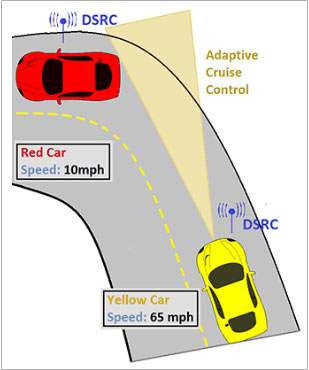 DSRC
Adaptive
Cruise
Control
Red Car
Speed: 10mph
DSRC
Yellow Car
Speed: 65 mph